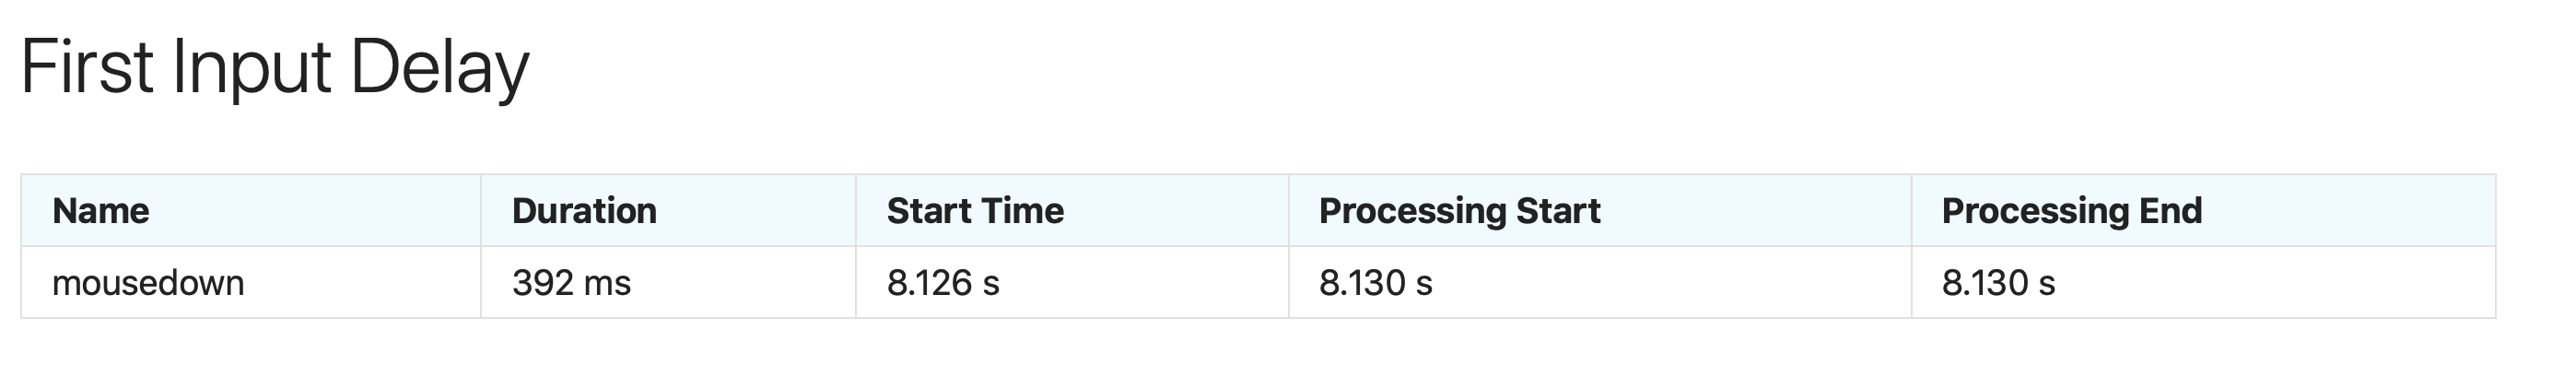 First Input Delay
Name Duration Start Time Processing Start Processing End
mousedown 392 ms 8.126 s 8.130 s 8.130 s